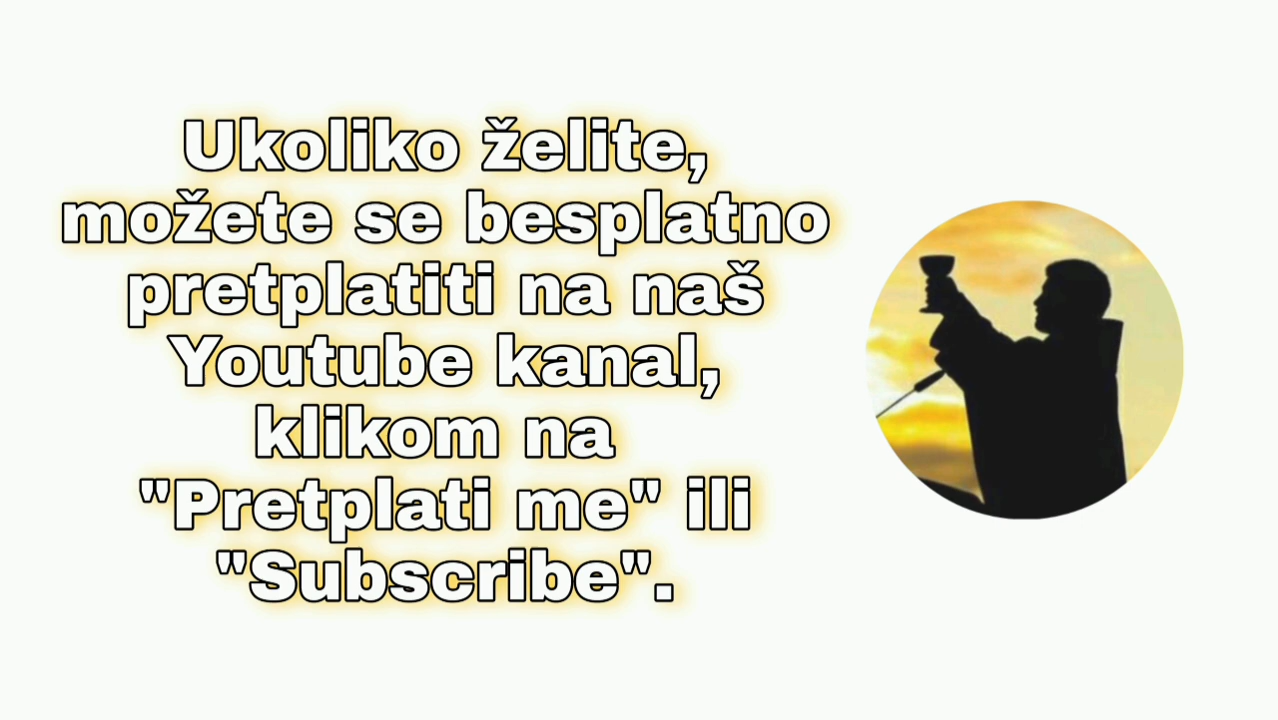 Ukoliko želite,
možete se besplatno
pretplatiti na naš
Youtube kanal,
klikom na
"Pretplati me" ili
"Subscribe".